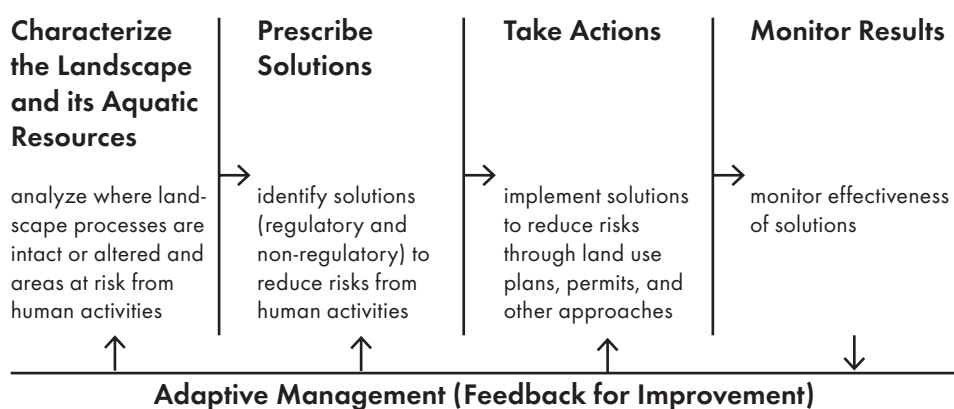 Characterize
the Landscape
and its Aquatic
Resources
analyze where land-
scape processes are
intact or altered and
areas at risk from
human activities
Prescribe
Solutions
identify solutions
(regulatory and
non-regulatory) to
reduce risks from
human activities
Take Actions
implement solutions
to reduce risks
through land use
plans, permits, and
other approaches
Monitor Results
monitor effectiveness
of solutions
Adaptive Management (Feedback for Improvement)